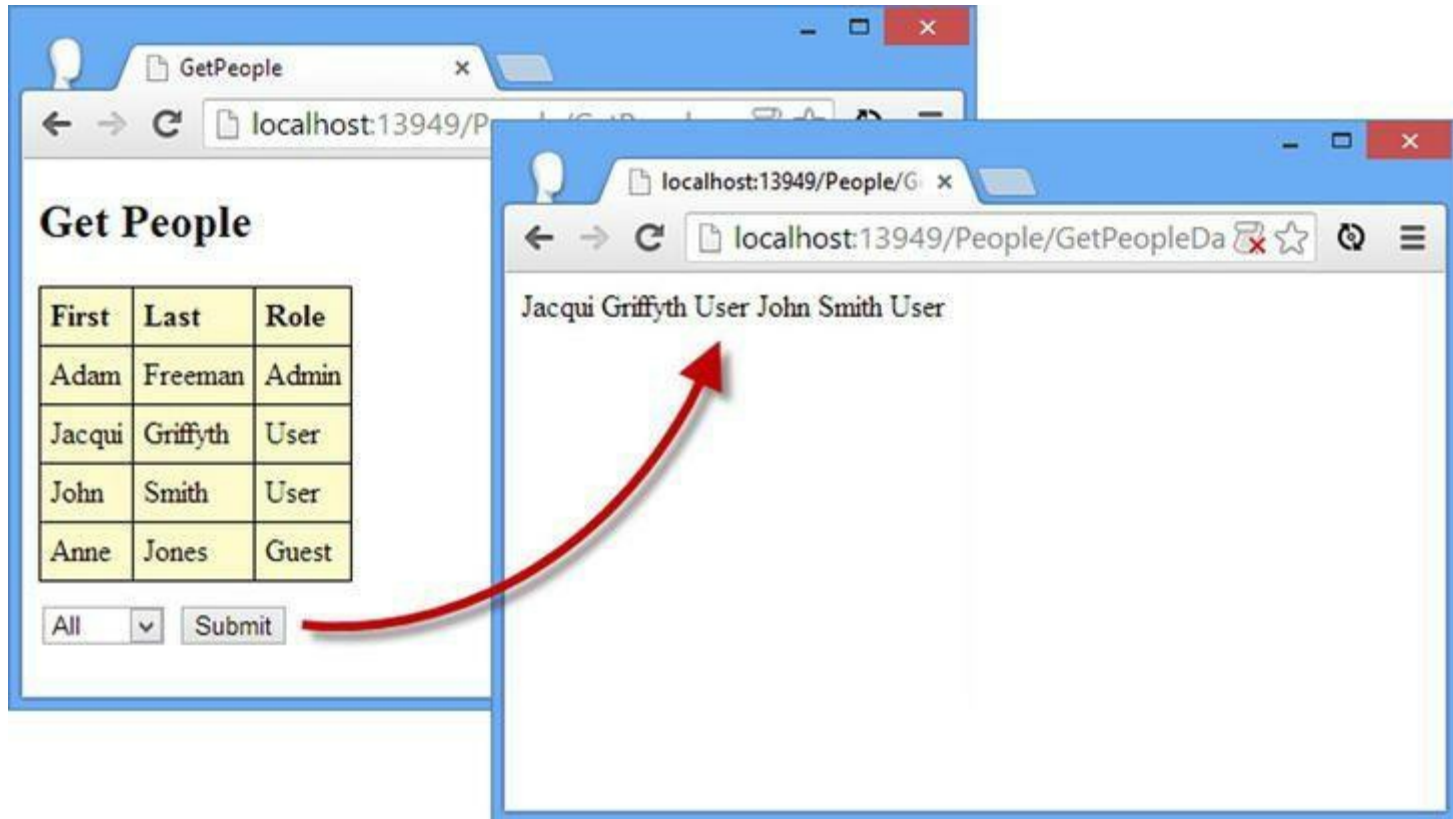 GetPeople
localhost:13949/P
Get People
First Last Role
Adam Freeman Admin
Jacqui Griffyth User
John Smith User
Anne Jones Guest
All Submit
localhost:13949/People/G
localhost:13949/People/GetPeopleDa
Jacqui Griffyth User John Smith User